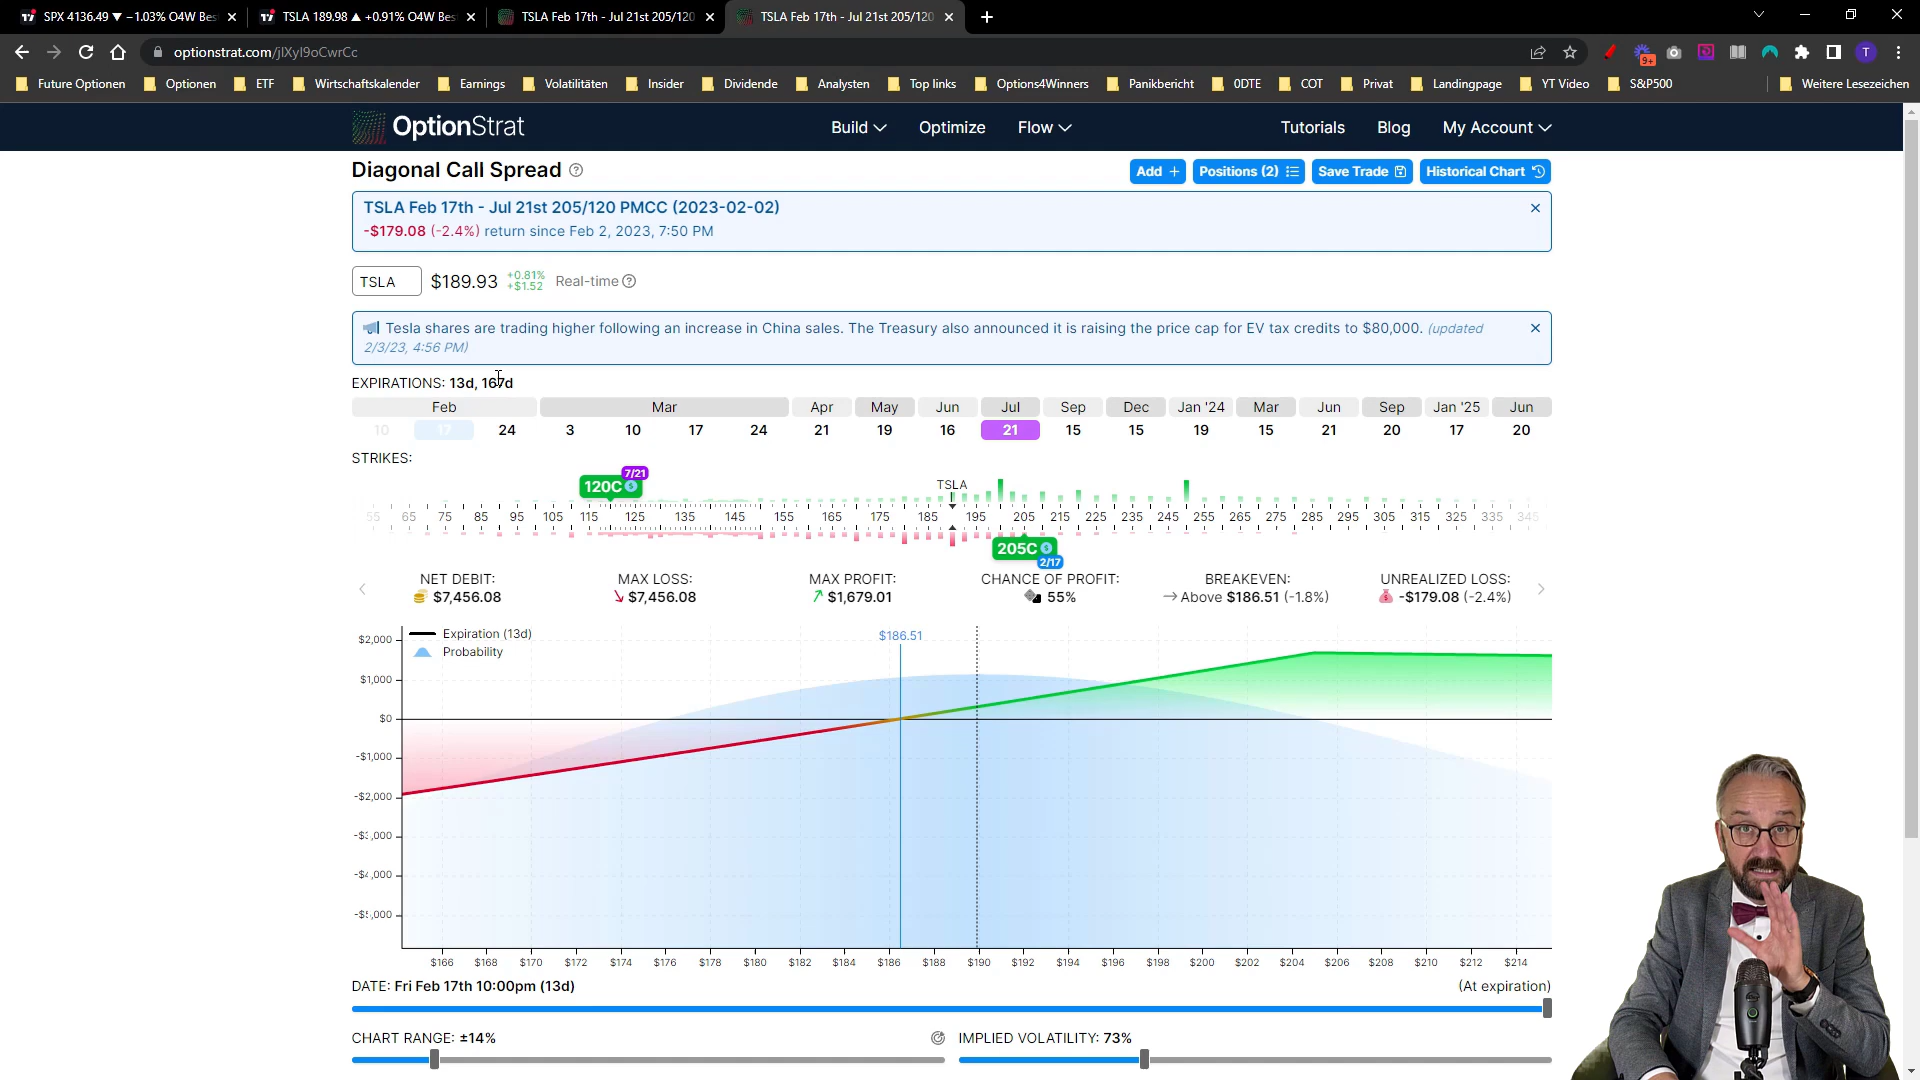 SPX 4136.49 ▼ −1.03% O4W Bes
TSLA 189.98 ▲ +0.91% O4W Bes
TSLA Feb 17th - Jul 21st 205/120
TSLA Feb 17th - Jul 21st 205/120
optionstrat.com/jlXyl9oCwrCc
9+
T
Future Optionen
Optionen
ETF
Wirtschaftskalender
Earnings
Volatilitäten
Insider
Dividende
Analysten
Top links
Options4Winners
Panikbericht
0DTE
COT
Privat
Landingpage
YT Video
S&P500
Weitere Lesezeichen
OptionStrat
Build
Optimize
Flow
Tutorials
Blog
My Account
Diagonal Call Spread
Add +
Positions (2)
Save Trade
Historical Chart
TSLA Feb 17th - Jul 21st 205/120 PMCC (2023-02-02)
-$179.08 (-2.4%) return since Feb 2, 2023, 7:50 PM
TSLA $189.93 +0.81% +$1.52 Real-time
Tesla shares are trading higher following an increase in China sales. The Treasury also announced it is raising the price cap for EV tax credits to $80,000. (updated
2/3/23, 4:56 PM)
EXPIRATIONS: 13d, 167d
Feb Mar Apr May Jun Jul Sep Dec Jan '24 Mar Jun Sep Jan '25 Jun
10 17 24 3 10 17 24 21 19 16 21 15 15 19 15 21 20 17 20
STRIKES:
7/21
120C
TSLA
55 65 75 85 95 105 115 125 135 145 155 165 175 185 195 205 215 225 235 245 255 265 275 285 295 305 315 325 335 345
205C
2/17
NET DEBIT: MAX LOSS: MAX PROFIT: CHANCE OF PROFIT: BREAKEVEN: UNREALIZED LOSS:
$7,456.08 $7,456.08 $1,679.01 55% Above $186.51 (-1.8%) -$179.08 (-2.4%)
Expiration (13d)
Probability
$186.51
$2,000
$1,000
$0
-$1,000
-$2,000
-$3,000
-$4,000
-$5,000
$166 $168 $170 $172 $174 $176 $178 $180 $182 $184 $186 $188 $190 $192 $194 $196 $198 $200 $202 $204 $206 $208 $210 $212 $214
DATE: Fri Feb 17th 10:00pm (13d)
(At expiration)
CHART RANGE: ±14%
IMPLIED VOLATILITY: 73%